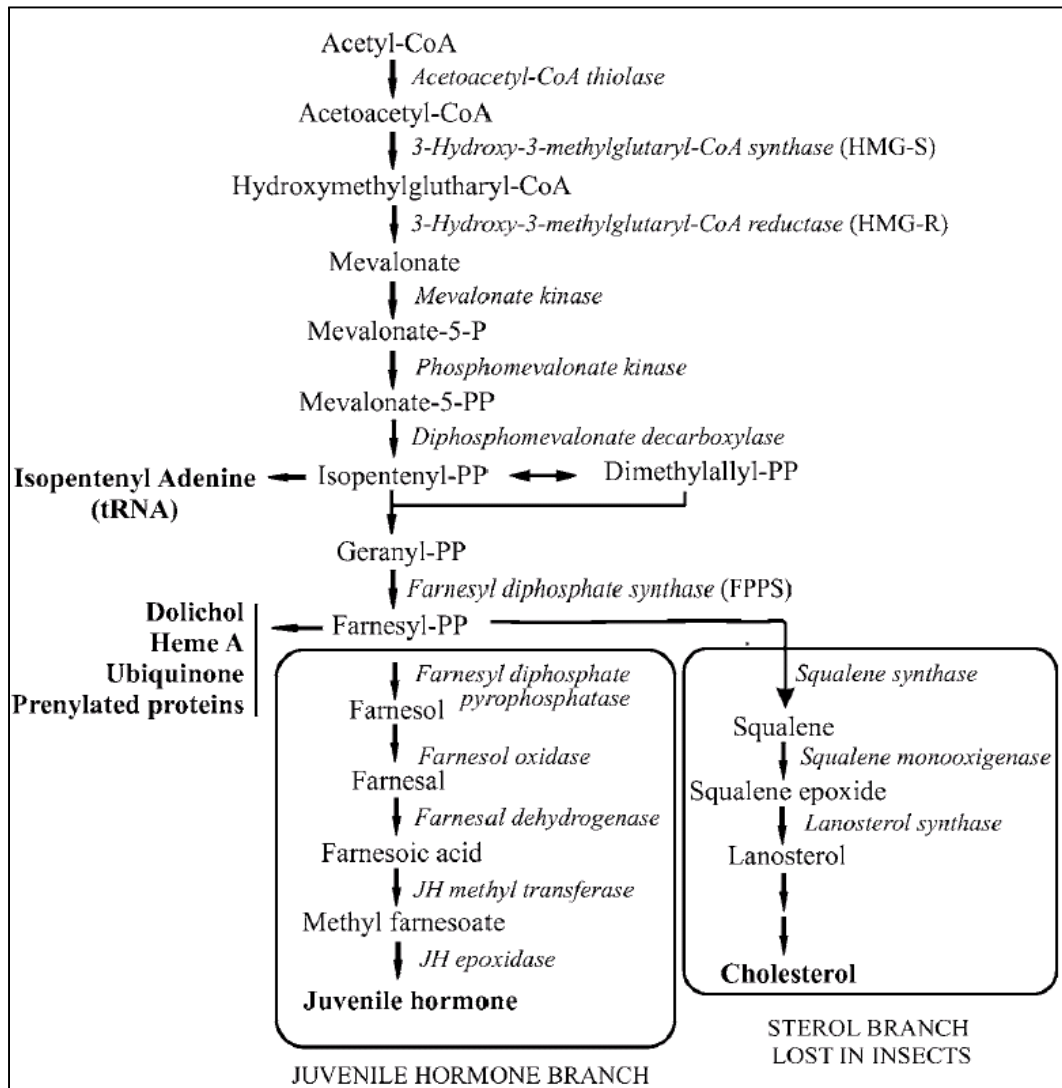 Acetyl-CoA
Acetoacetyl-CoA thiolase
Acetoacetyl-CoA
3-Hydroxy-3-methylglutaryl-CoA synthase (HMG-S)
Hydroxymethylglutharyl-CoA
3-Hydroxy-3-methylglutaryl-CoA reductase (HMG-R)
Mevalonate
Mevalonate kinase
Mevalonate-5-P
Phosphomevalonate kinase
Mevalonate-5-PP
Diphosphomevalonate decarboxylase
Isopentenyl Adenine
(tRNA)
Isopentenyl-PP
Dimethylallyl-PP
Geranyl-PP
Farnesyl diphosphate synthase (FPPS)
Dolichol
Heme A
Ubiquinone
Prenylated proteins
Farnesyl-PP
Farnesyl diphosphate
pyrophosphatase
Farnesol
Farnesol oxidase
Farnesal
Farnesal dehydrogenase
Farnesoic acid
JH methyl transferase
Methyl farnesoate
JH epoxidase
Juvenile hormone
JUVENILE HORMONE BRANCH
Squalene synthase
Squalene
Squalene monooxigenase
Squalene epoxide
Lanosterol synthase
Lanosterol
Cholesterol
STEROL BRANCH
LOST IN INSECTS